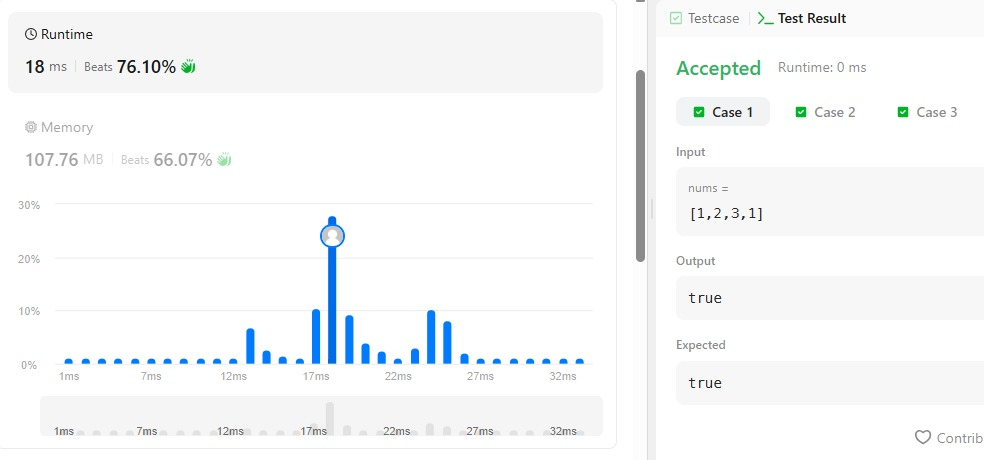 Runtime
18 ms Beats 76.10%
Memory
107.76 MB Beats 66.07%
30%
20%
10%
0%
1ms 7ms 12ms 17ms 22ms 27ms 32ms
1ms 7ms 12ms 17ms 22ms 27ms 32ms
Testcase Test Result
Accepted Runtime: 0 ms
Case 1 Case 2 Case 3
Input
nums =
[1,2,3,1]
Output
true
Expected
true
Contrib